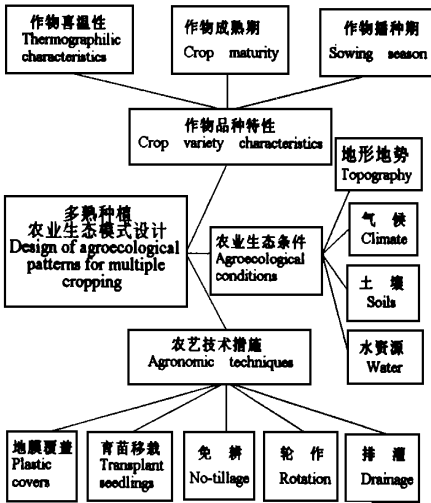 作物喜温性
Thermographilic
characteristics
作物成熟期
Crop maturity
作物播种期
Sowing season
作物品种特性
Crop variety characteristics
地形地势
Topography
多熟种植
农业生态模式设计
Design of agroecological
patterns for multiple
cropping
农业生态条件
Agroecological
conditions
气候
Climate
土壤
Soils
水资源
Water
农艺技术措施
Agronomic techniques
地膜覆盖
Plastic
covers
育苗移栽
Transplant
seedlings
免耕
No-tillage
轮作
Rotation
排灌
Drainage